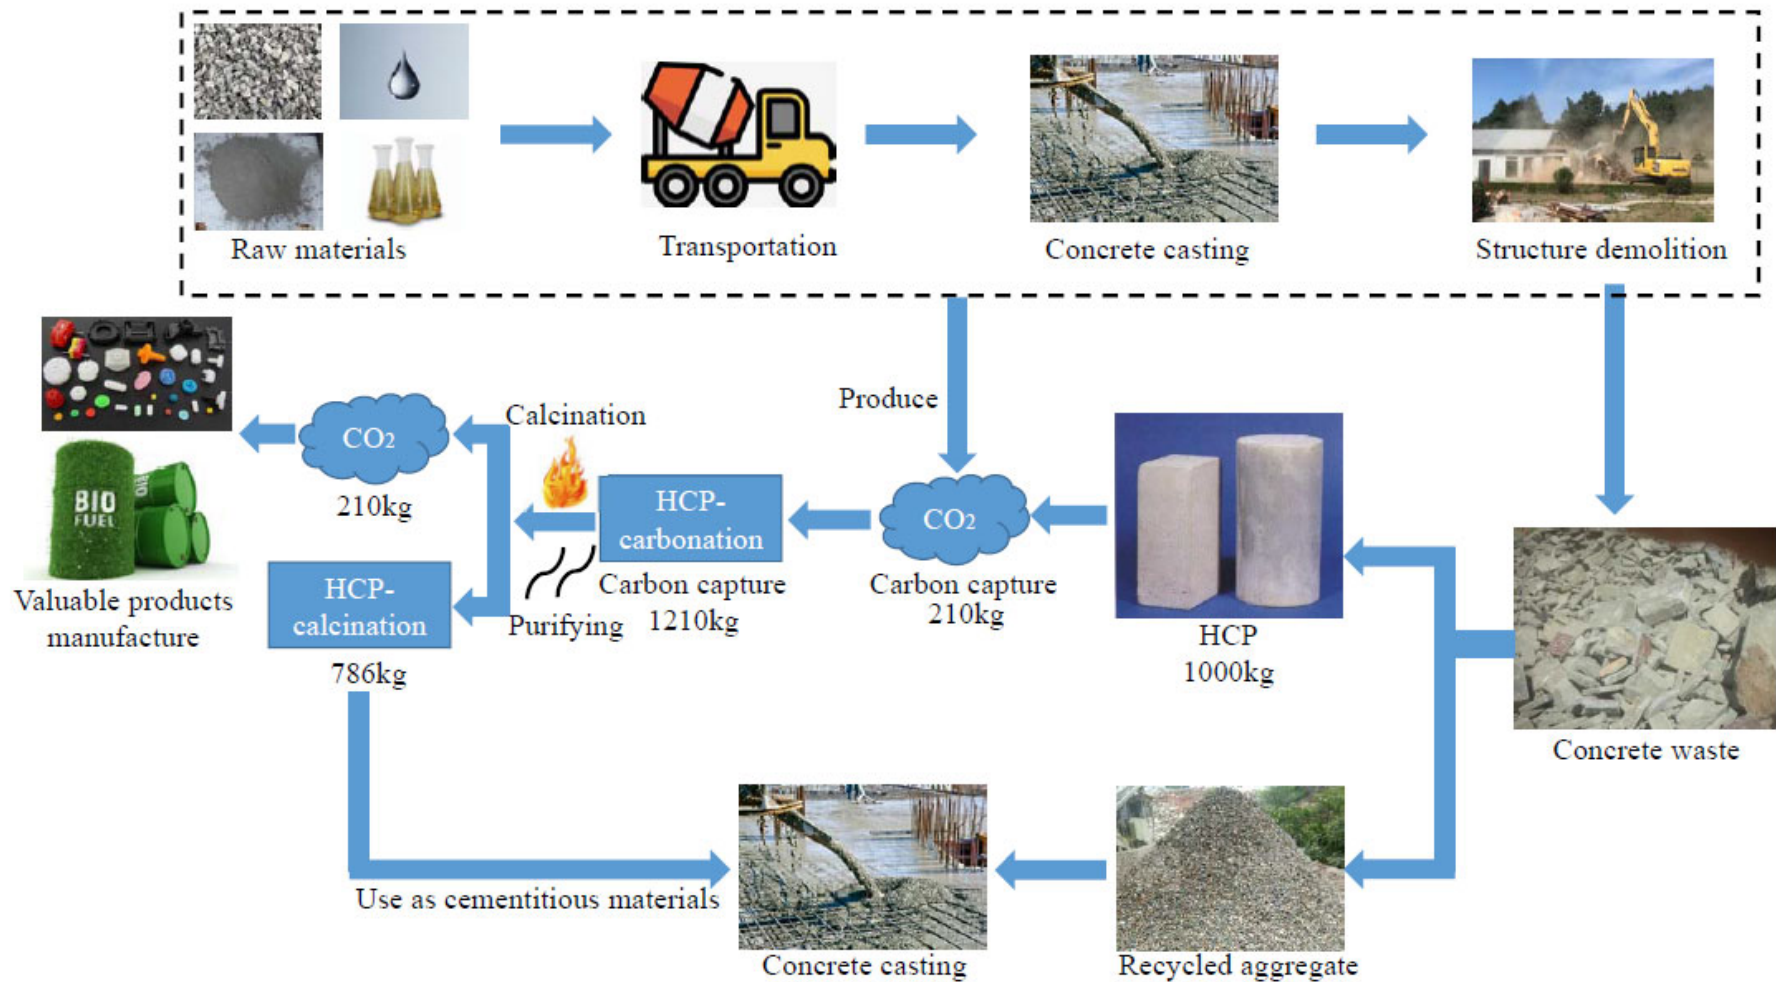 Raw materials
Transportation
Concrete casting
Structure demolition
Produce
Calcination
CO2
210kg
HCP-
carbonation
Carbon capture
1210kg
CO2
Carbon capture
210kg
HCP
1000kg
BIO
FUEL
BIO
Valuable products
manufacture
HCP-
calcination
786kg
Purifying
Concrete waste
Use as cementitious materials
Concrete casting
Recycled aggregate